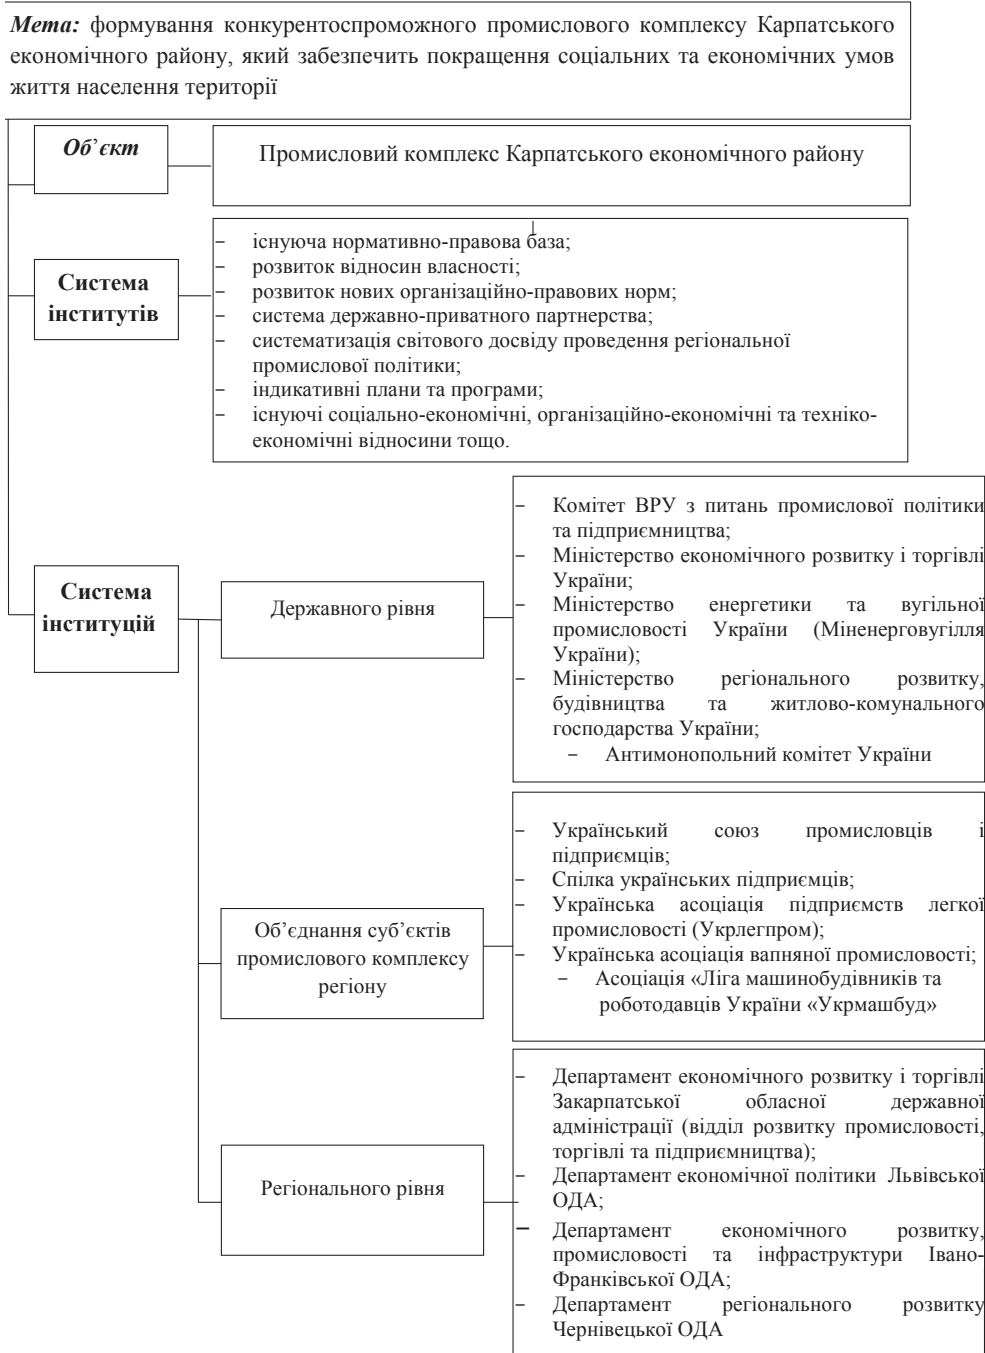 Мета: формування конкурентоспроможного промислового комплексу Карпатського
економічного району, який забезпечить покращення соціальних та економічних умов
життя населення території
Об’єкт
Промисловий комплекс Карпатського економічного району
Система
інститутів
– існуюча нормативно-правова база;
– розвиток відносин власності;
– розвиток нових організаційно-правових норм;
– система державно-приватного партнерства;
– систематизація світового досвіду проведення регіональної
промислової політики;
– індикативні плани та програми;
– існуючі соціально-економічні, організаційно-економічні та техніко-
економічні відносини тощо.
Система
інституцій
Державного рівня
– Комітет ВРУ з питань промислової політики
та підприємництва;
– Міністерство економічного розвитку і торгівлі
України;
– Міністерство енергетики та вугільної
промисловості України (Міненерговугілля
України);
– Міністерство регіонального розвитку,
будівництва та житлово-комунального
господарства України;
– Антимонопольний комітет України
Об’єднання суб’єктів
промислового комплексу
регіону
– Український союз промисловців і
підприємців;
– Спілка українських підприємців;
– Українська асоціація підприємств легкої
промисловості (Укрлегпром);
– Українська асоціація вапняної промисловості;
– Асоціація «Ліга машинобудівників та
роботодавців України «Укрмашбуд»
Регіонального рівня
– Департамент економічного розвитку і торгівлі
Закарпатської обласної державної
адміністрації (відділ розвитку промисловості,
торгівлі та підприємництва);
– Департамент економічної політики Львівської
ОДА;
– Департамент економічного розвитку,
промисловості та інфраструктури Івано-
Франківської ОДА;
– Департамент регіонального розвитку
Чернівецької ОДА